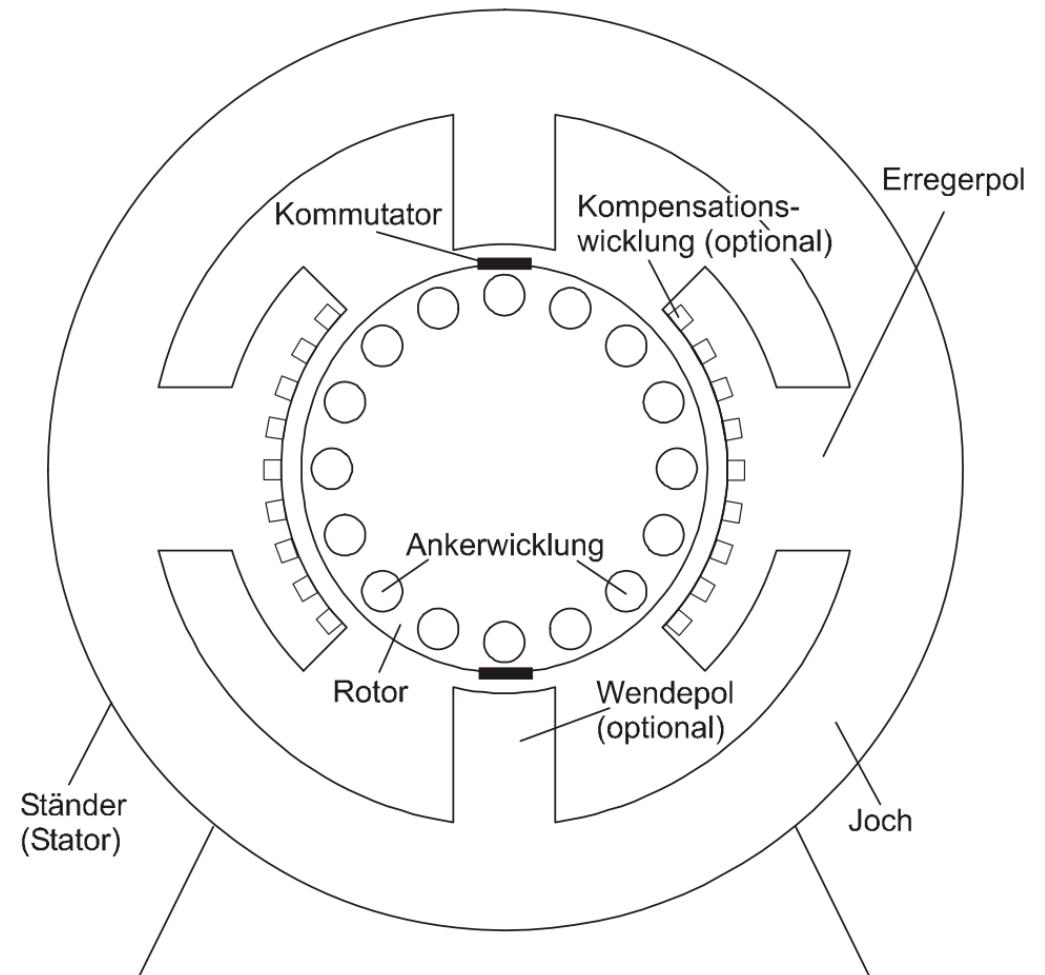 Erregerpol
Kommutator
Kompensations-
wicklung (optional)
Ankerwicklung
Rotor
Wendepol
(optional)
Ständer
(Stator)
Joch